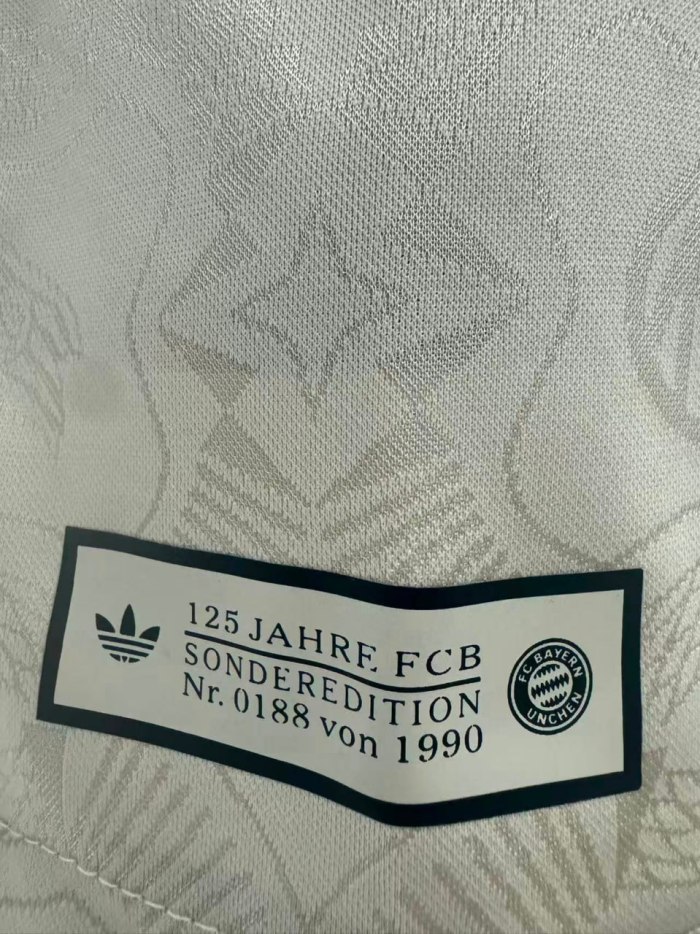 125 JAHRE FCB
SONDEREDITION
Nr. 0188 von 1990
FC BAYERN
UNCHEN